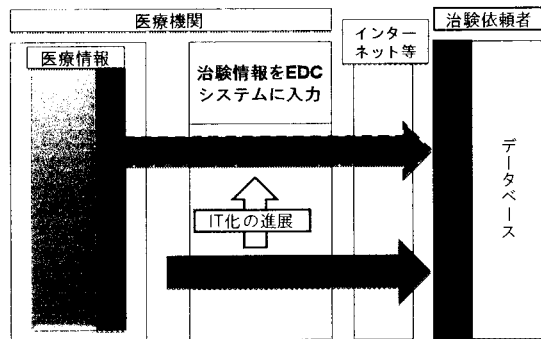 医療機関
治験依頼者
インター
ネット等
医療情報
治験情報をEDC
システムに入力
IT化の進展
データベース